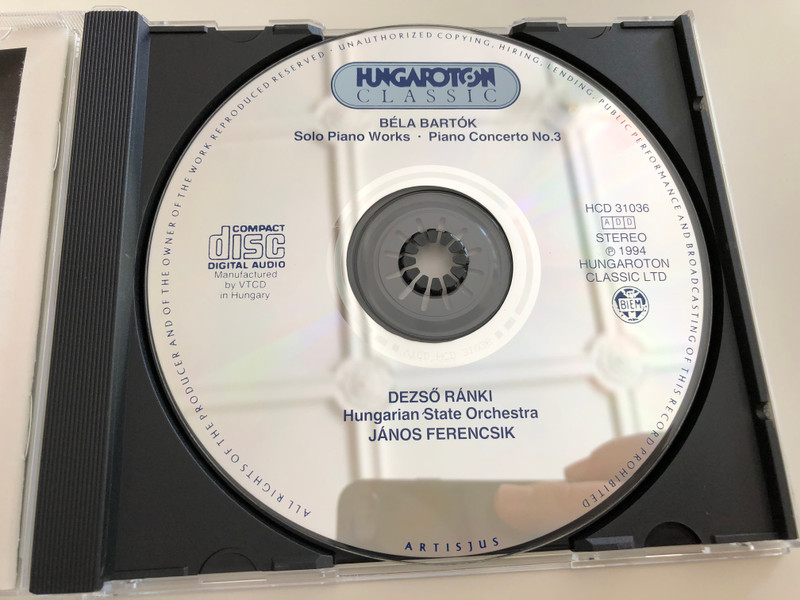 ALL RIGHTS OF THE PRODUCER AND OF THE OWNER OF THE WORK REPRODUCED RESERVED · UNAUTHORIZED COPYING, HIRING, LENDING, PUBLIC PERFORMANCE AND BROADCASTING OF THIS RECORD PROHIBITED
HUNGAROTON
CLASSIC
BÉLA BARTÓK
Solo Piano Works · Piano Concerto No.3
COMPACT
disc
DIGITAL AUDIO
Manufactured
by VTCD
in Hungary
HCD 31036
ADD
STEREO
℗ 1994
HUNGAROTON
CLASSIC LTD
BIEM
DEZSŐ RÁNKI
Hungarian State Orchestra
JÁNOS FERENCSIK
ARTISJUS